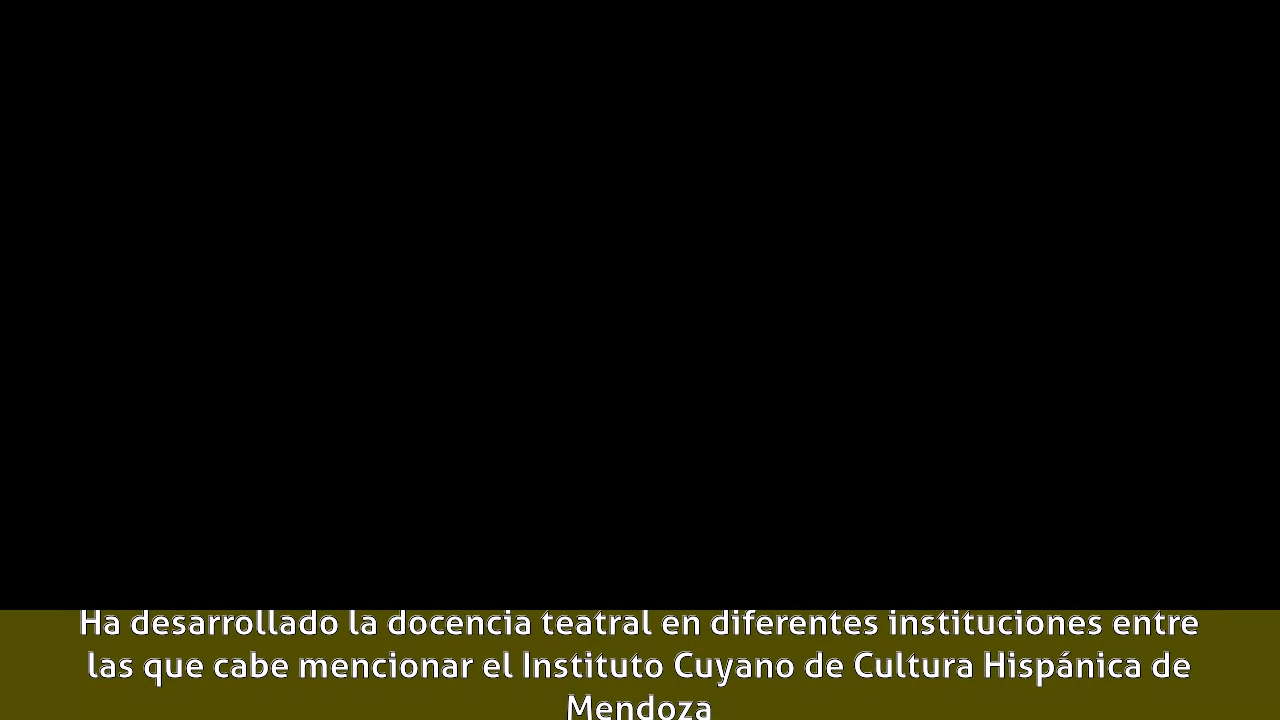 Ha desarrollado la docencia teatral en diferentes instituciones entre
las que cabe mencionar el Instituto Cuyano de Cultura Hispánica de
Mendoza